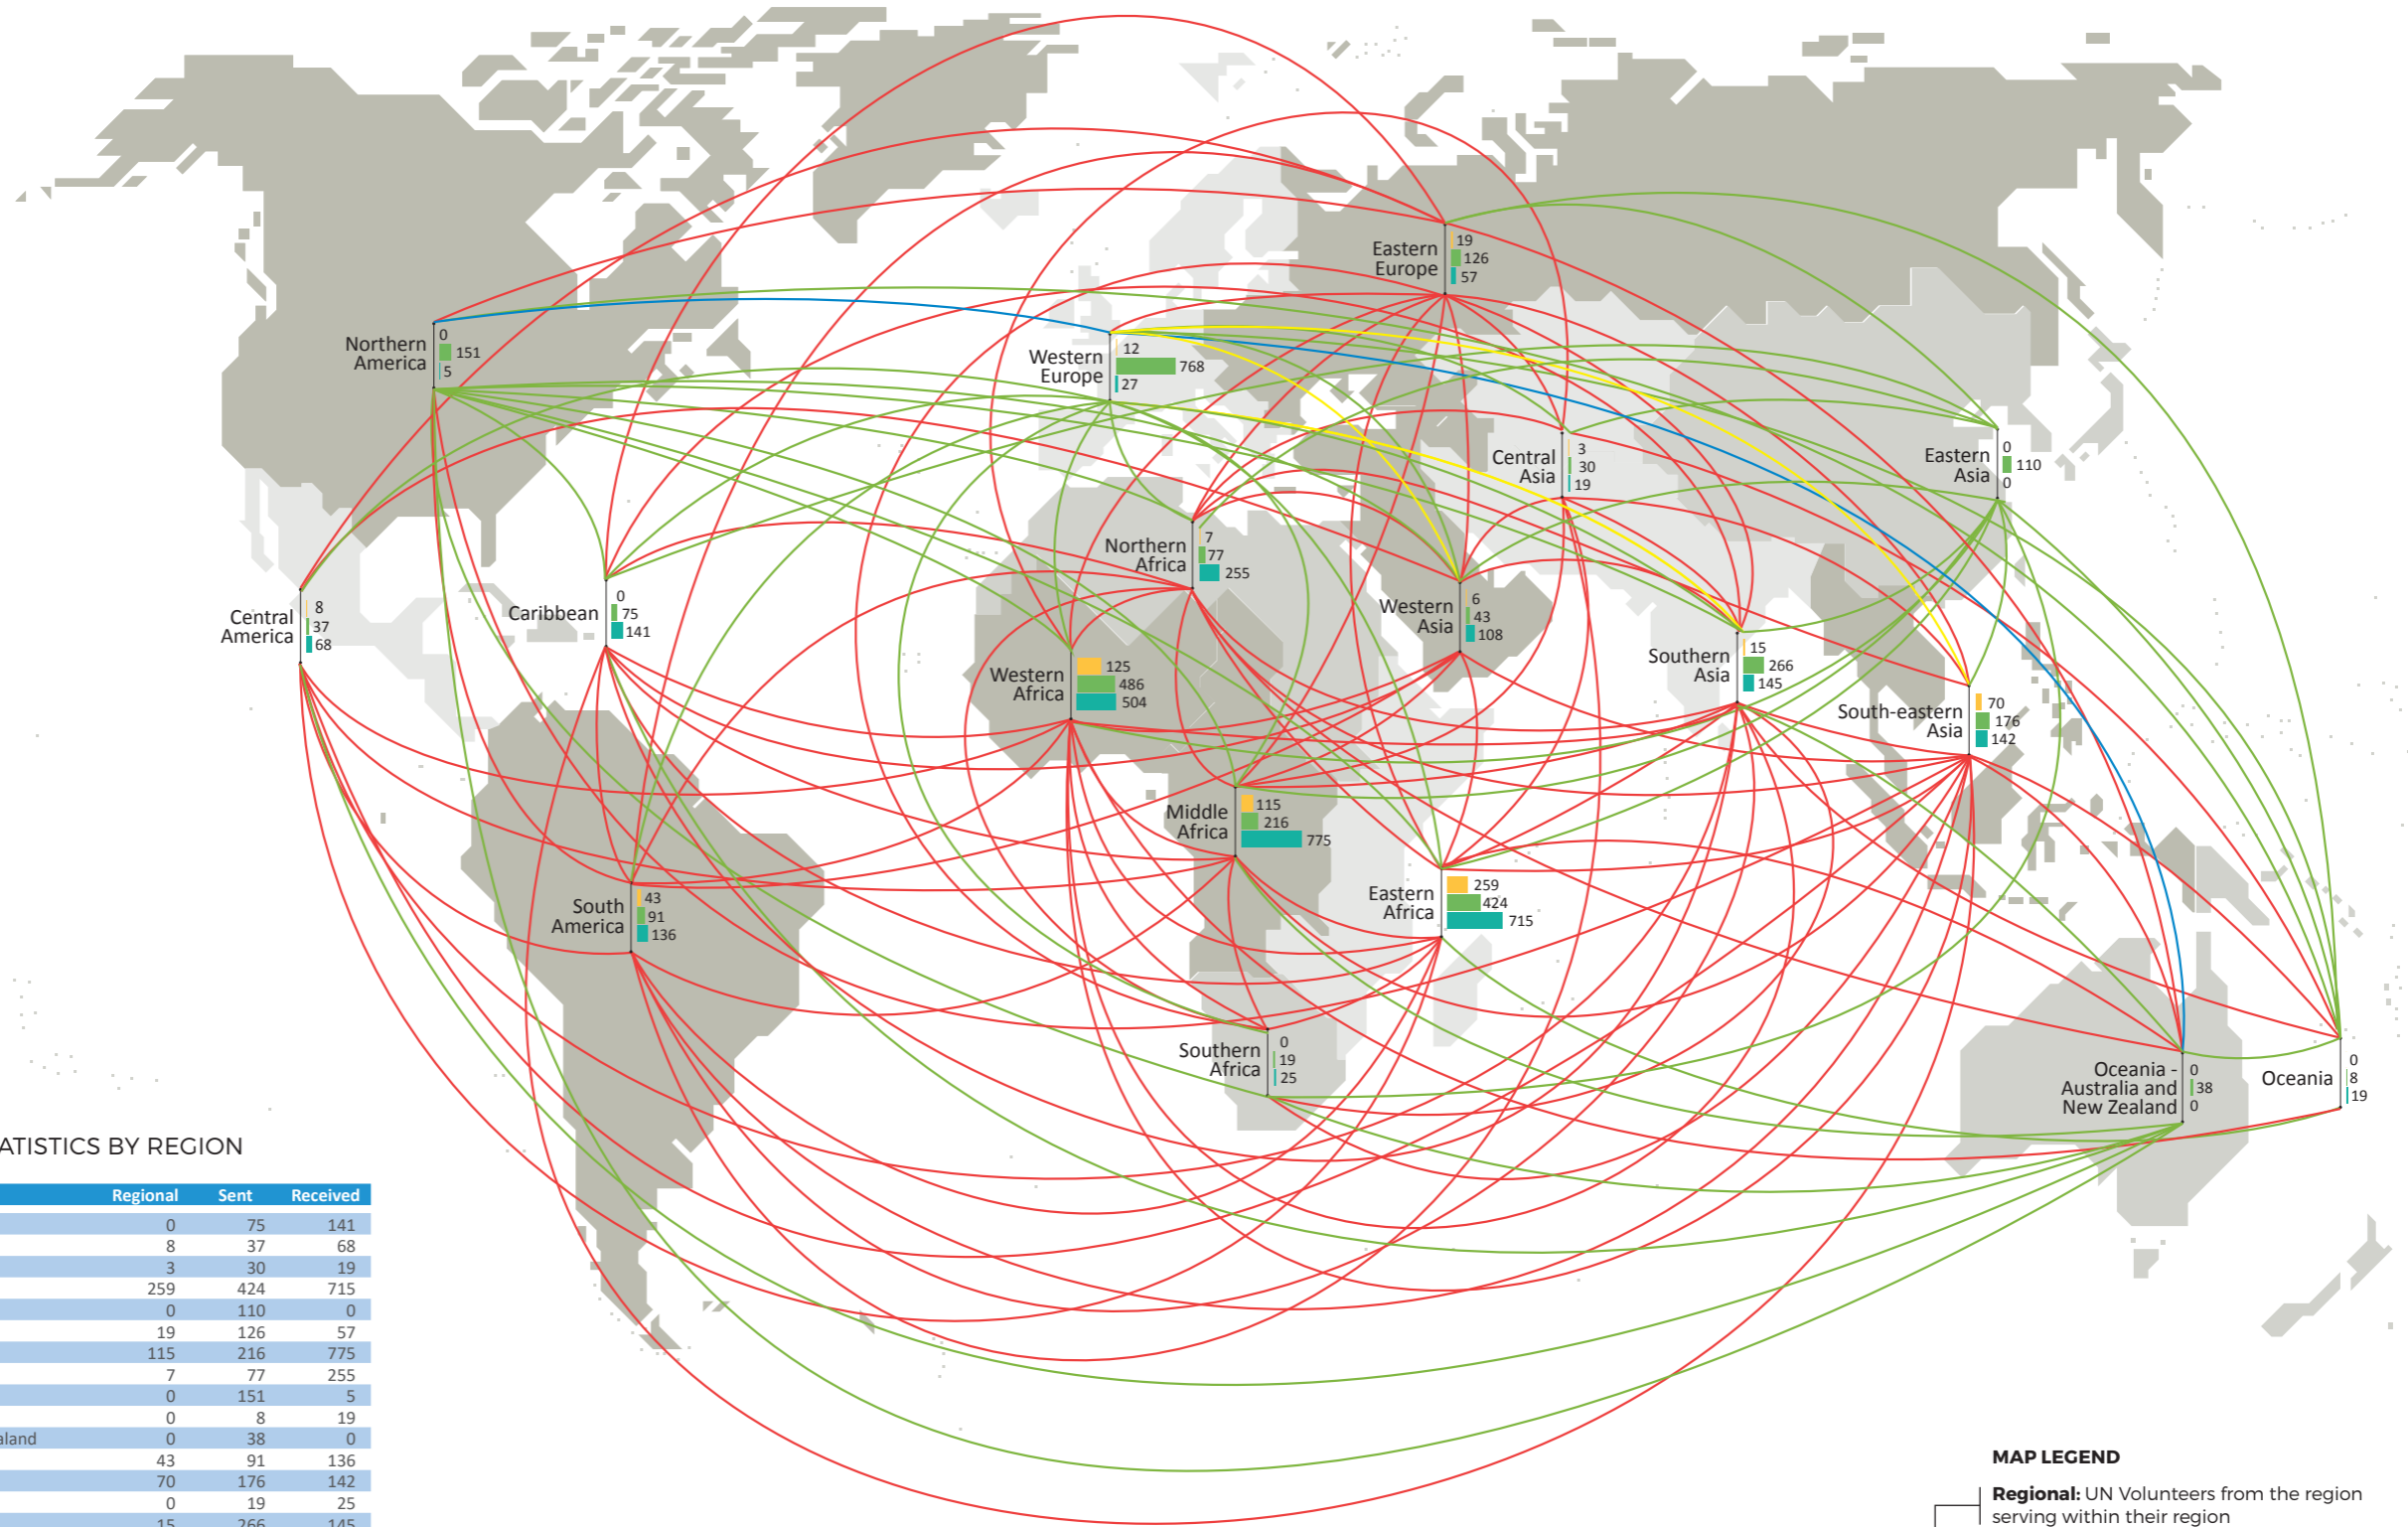 Eastern
Europe
19
126
57
Northern
America
0
151
5
Western
Europe
12
768
27
Central
Asia
3
30
19
Eastern
Asia
0
110
0
Northern
Africa
7
77
255
Central
America
8
37
68
Caribbean
0
75
141
Western
Asia
6
43
108
Western
Africa
125
486
504
Southern
Asia
15
266
145
South-eastern
Asia
70
176
142
Middle
Africa
115
216
775
South
America
43
91
136
Eastern
Africa
259
424
715
Southern
Africa
0
19
25
Oceania -
Australia and
New Zealand
0
38
0
Oceania
0
8
19
ATISTICS BY REGION
Regional Sent Received
0 75 141
8 37 68
3 30 19
259 424 715
0 110 0
19 126 57
115 216 775
7 77 255
0 151 5
0 8 19
aland 0 38 0
43 91 136
70 176 142
0 19 25
15 266 145
MAP LEGEND
Regional: UN Volunteers from the region
serving within their region